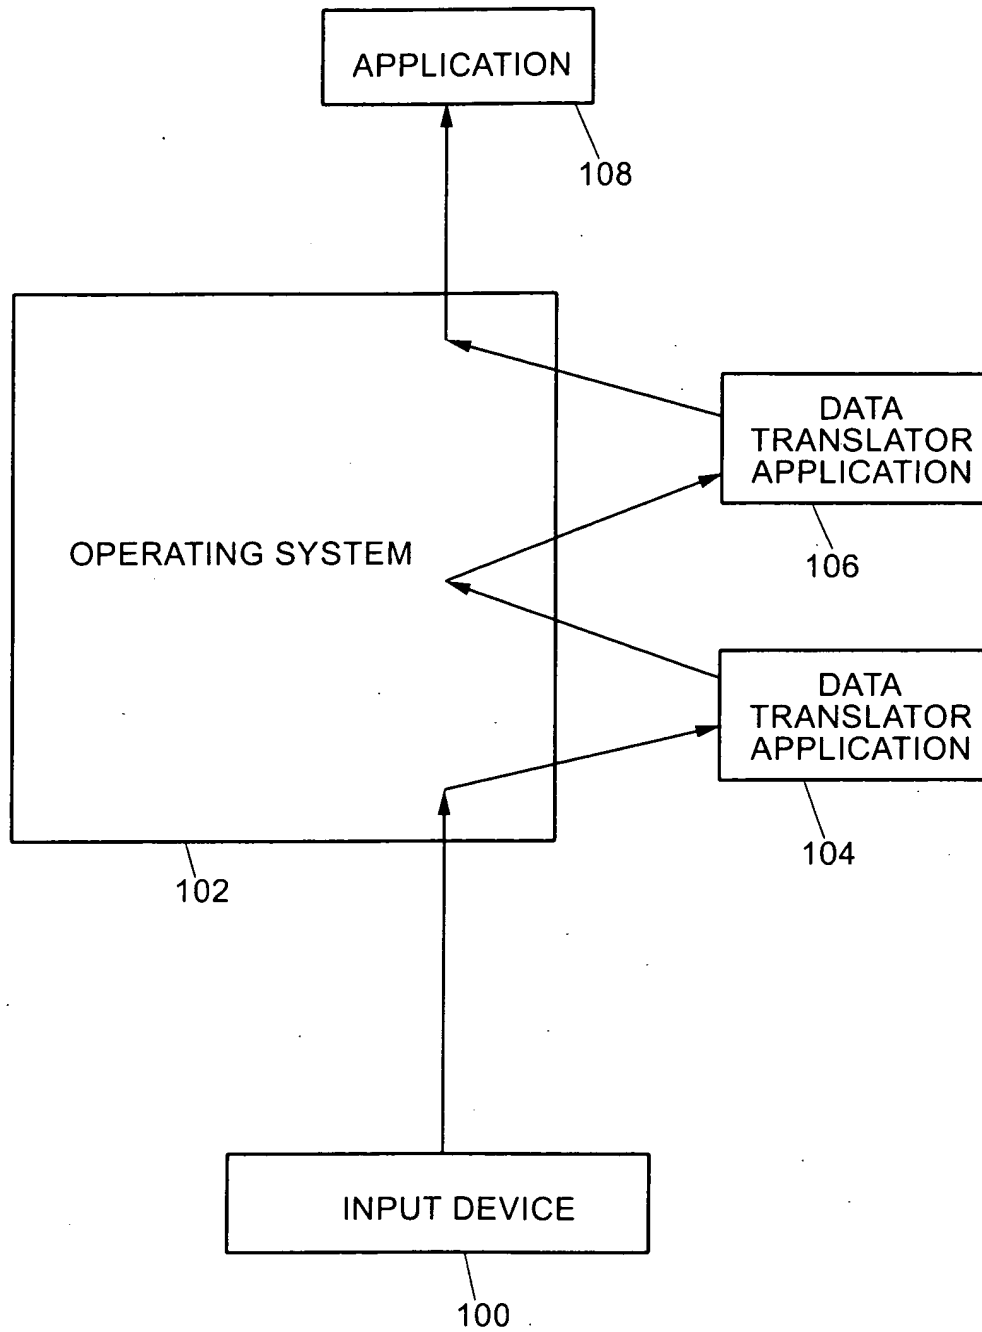 APPLICATION
108
DATA
TRANSLATOR
APPLICATION
106
OPERATING SYSTEM
DATA
TRANSLATOR
APPLICATION
104
102
INPUT DEVICE
100